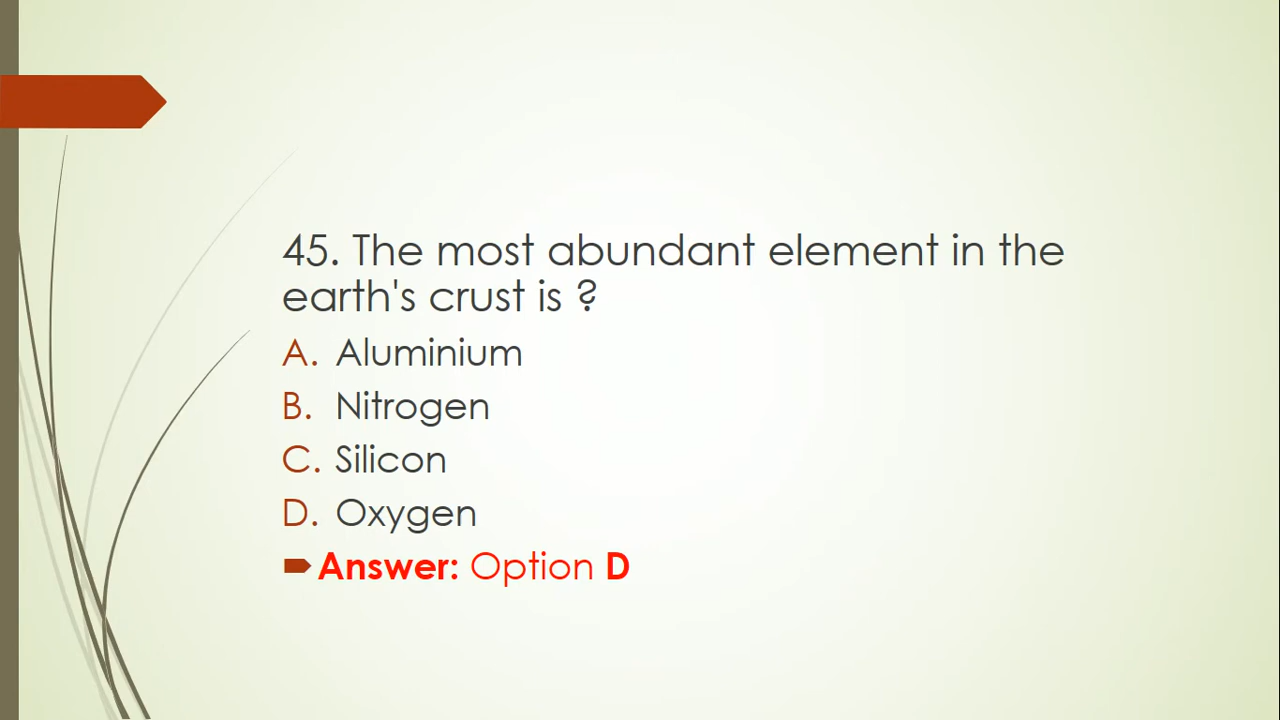 45. The most abundant element in the
earth's crust is ?
A. Aluminium
B. Nitrogen
C. Silicon
D. Oxygen
Answer: Option D